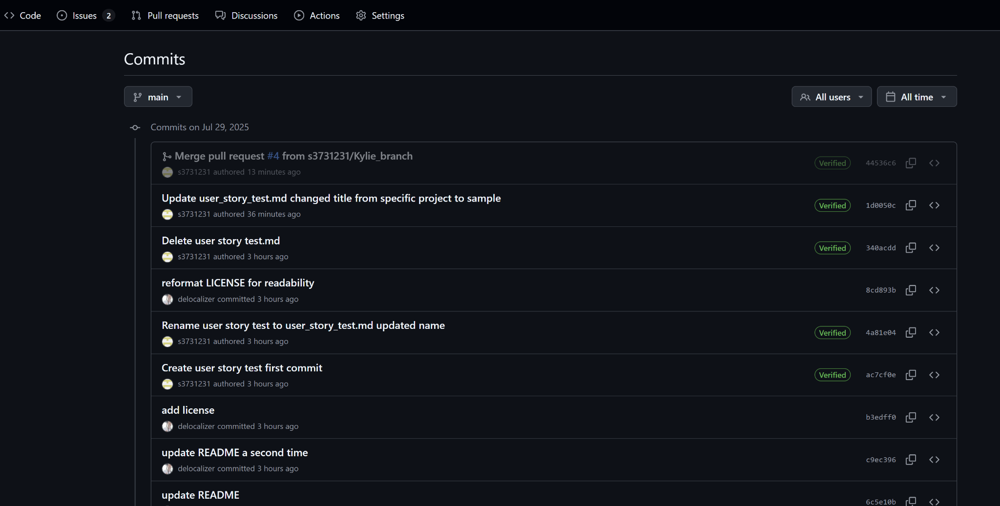 Code Issues 2 Pull requests Discussions Actions Settings
Commits
main All users All time
Commits on Jul 29, 2025
Merge pull request #4 from s3731231/Kylie_branch
s3731231 authored 13 minutes ago
Verified 44536c6
Update user_story_test.md changed title from specific project to sample
s3731231 authored 36 minutes ago
Verified 1d0050c
Delete user story test.md
s3731231 authored 3 hours ago
Verified 340acdd
reformat LICENSE for readability
delocalizer committed 3 hours ago
8cd893b
Rename user story test to user_story_test.md updated name
s3731231 authored 3 hours ago
Verified 4a81e04
Create user story test first commit
s3731231 authored 3 hours ago
Verified ac7cf0e
add license
delocalizer committed 3 hours ago
b3edff0
update README a second time
delocalizer committed 3 hours ago
c9ec396
update README
6c5e10b